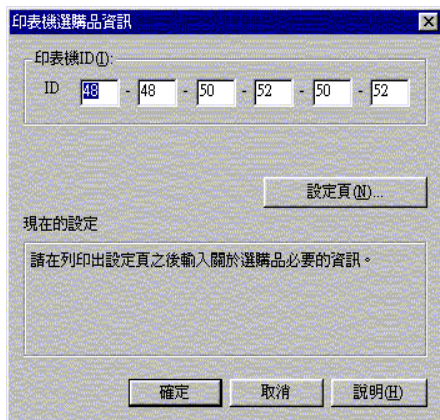 印表機選購品資訊
印表機ID(I):
ID 48 - 48 - 50 - 52 - 50 - 52
設定頁(N)...
現在的設定
請在列印出設定頁之後輸入關於選購品必要的資訊。
確定 取消 說明(H)